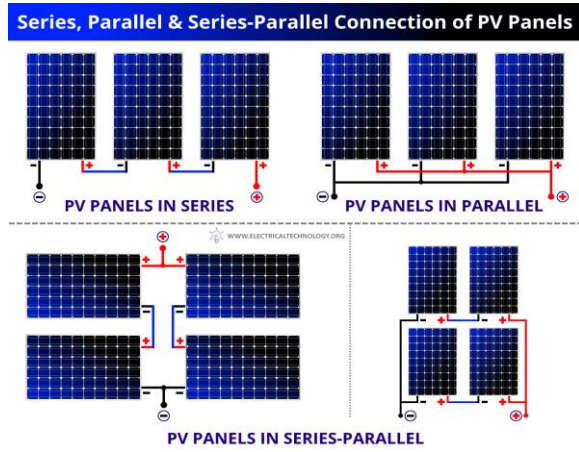 Series, Parallel & Series-Parallel Connection of PV Panels
- + - + - +
- + - + - +
⊖ ⊕
⊖ ⊕
PV PANELS IN SERIES
PV PANELS IN PARALLEL
WWW.ELECTRICALTECHNOLOGY.ORG
⊕
+ +
- -
+ +
- -
⊖
- + - +
- + - +
⊖ ⊕
PV PANELS IN SERIES-PARALLEL